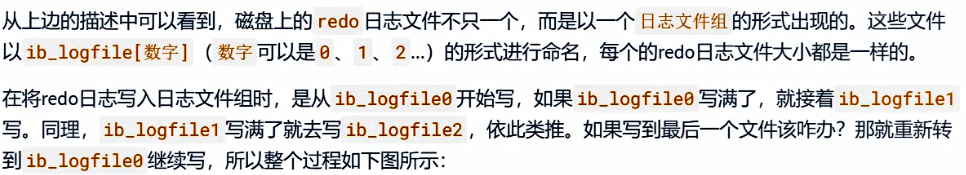 从上边的描述中可以看到，磁盘上的 redo 日志文件不只一个，而是以一个 日志文件组 的形式出现的。这些文件
以 ib_logfile[数字] （ 数字 可以是 0 、 1 、 2 …）的形式进行命名，每个的redo日志文件大小都是一样的。
在将redo日志写入日志文件组时，是从 ib_logfile0 开始写，如果 ib_logfile0 写满了，就接着 ib_logfile1
写。同理， ib_logfile1 写满了就去写 ib_logfile2 ，依此类推。如果写到最后一个文件该咋办？那就重新转
到 ib_logfile0 继续写，所以整个过程如下图所示：